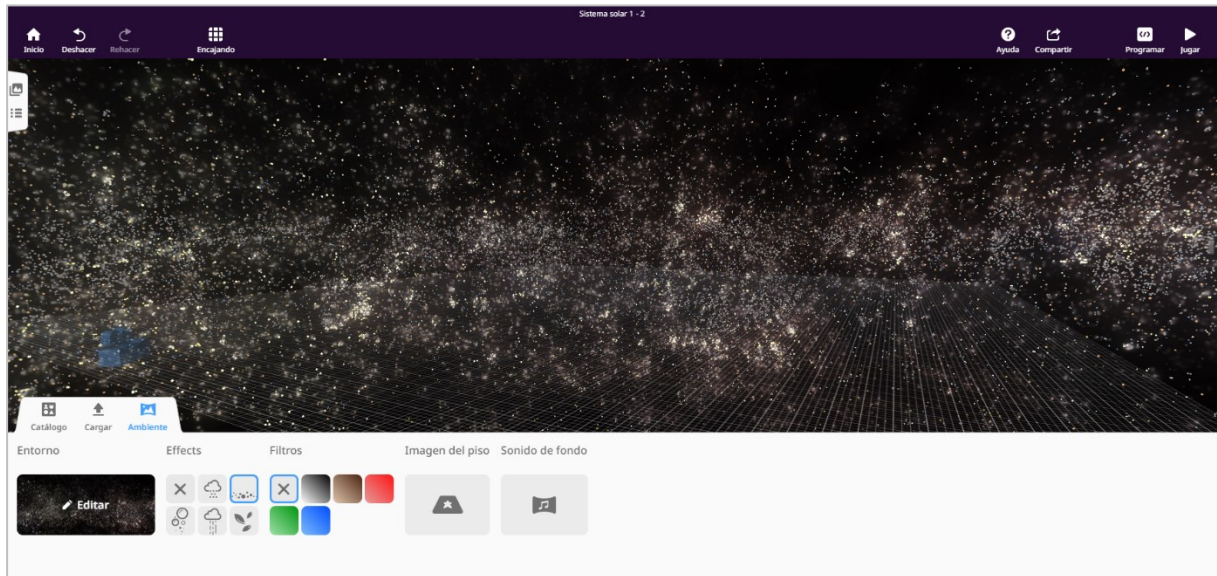 Sistema solar 1 - 2
Inicio Deshacer Rehacer Encajando Ayuda Compartir Programar Jugar
Catálogo Cargar Ambiente
Entorno Effects Filtros Imagen del piso Sonido de fondo
Editar